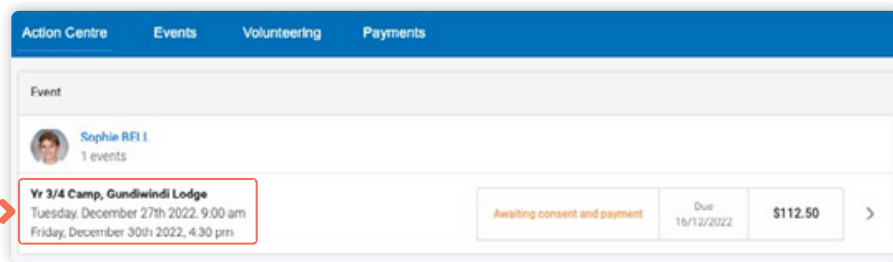 Action Centre Events Volunteering Payments
Event
Sophie BELL
1 events
Yr 3/4 Camp, Gundiwindi Lodge
Tuesday, December 27th 2022, 9:00 am
Friday, December 30th 2022, 4:30 pm
Awaiting consent and payment
Due
16/12/2022
$112.50